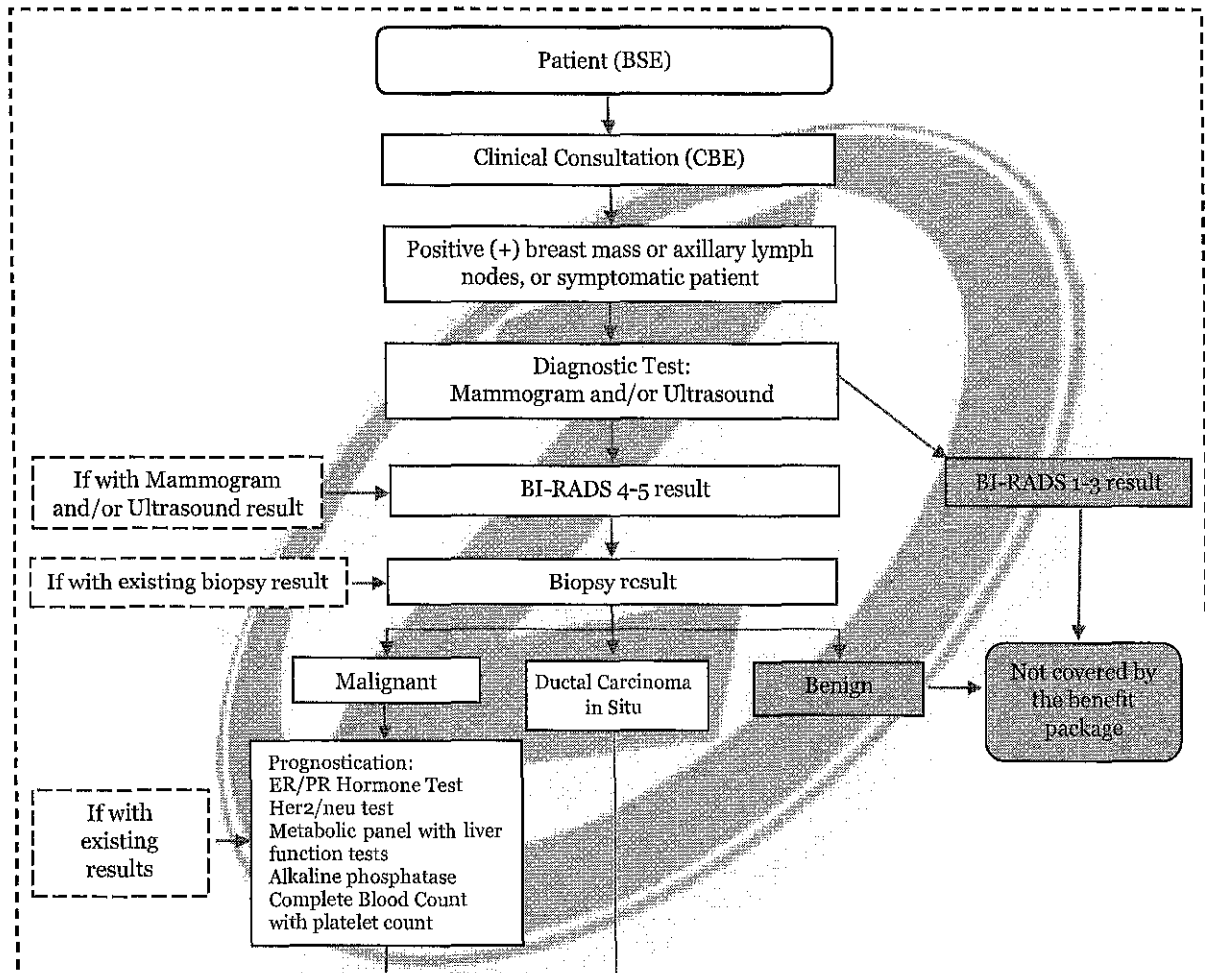 Patient (BSE)
Clinical Consultation (CBE)
Positive (+) breast mass or axillary lymph
nodes, or symptomatic patient
Diagnostic Test:
Mammogram and/or Ultrasound
If with Mammogram
and/or Ultrasound result
BI-RADS 4-5 result
BI-RADS 1-3 result
If with existing biopsy result
Biopsy result
Malignant
Ductal Carcinoma
in Situ
Benign
Not covered by
the benefit
package
If with
existing
results
Prognostication:
ER/PR Hormone Test
Her2/neu test
Metabolic panel with liver
function tests
Alkaline phosphatase
Complete Blood Count
with platelet count